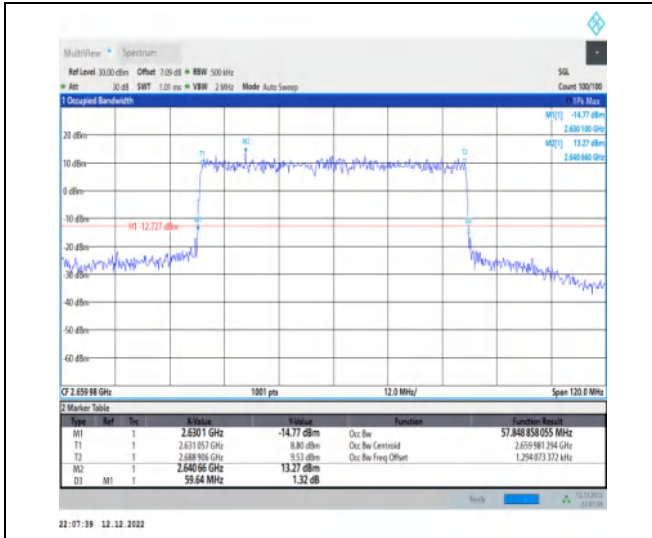 MultiView Spectrum
Ref Level 30.00 dBm Offset 7.09 dB RBW 500 kHz SGL
Att 30 dB SWT 1.01 ms VBW 2 MHz Mode Auto Sweep Count 100/100
1 Occupied Bandwidth 1Pk Max
M1[1] -14.77 dBm
2.630 100 GHz
M2[1] 13.27 dBm
2.640 660 GHz
20 dBm
M2
T1
T2
10 dBm
0 dBm
-10 dBm
H1 -12.727 dBm
-20 dBm
-30 dBm
-40 dBm
-50 dBm
-60 dBm
CF 2.659 98 GHz 1001 pts 12.0 MHz/ Span 120.0 MHz
2 Marker Table
Type Ref Trc X-Value Y-Value Function Function Result
M1 1 2.630 1 GHz -14.77 dBm Occ Bw 57.848 858 055 MHz
T1 1 2.631 057 GHz 8.80 dBm Occ Bw Centroid 2.659 981 294 GHz
T2 1 2.688 906 GHz 9.53 dBm Occ Bw Freq Offset 1.294 073 372 kHz
M2 1 2.640 66 GHz 13.27 dBm
D3 M1 1 59.64 MHz 1.32 dB
Ready 12.12.2022
22:07:39 12.12.2022